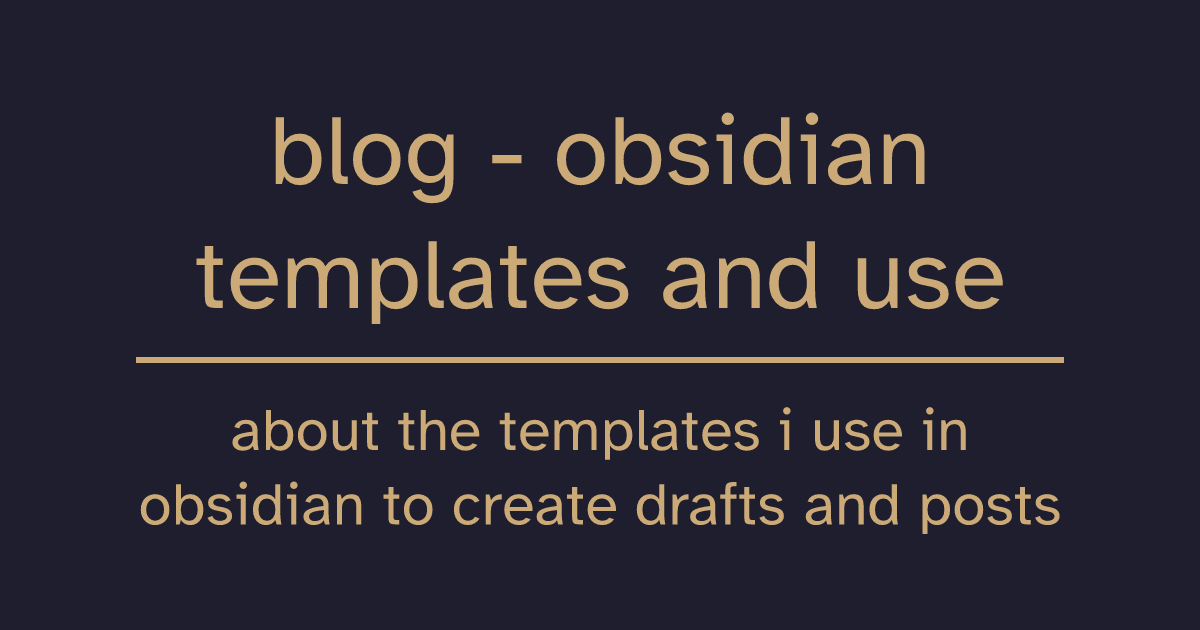 blog - obsidian
templates and use
about the templates i use in
obsidian to create drafts and posts